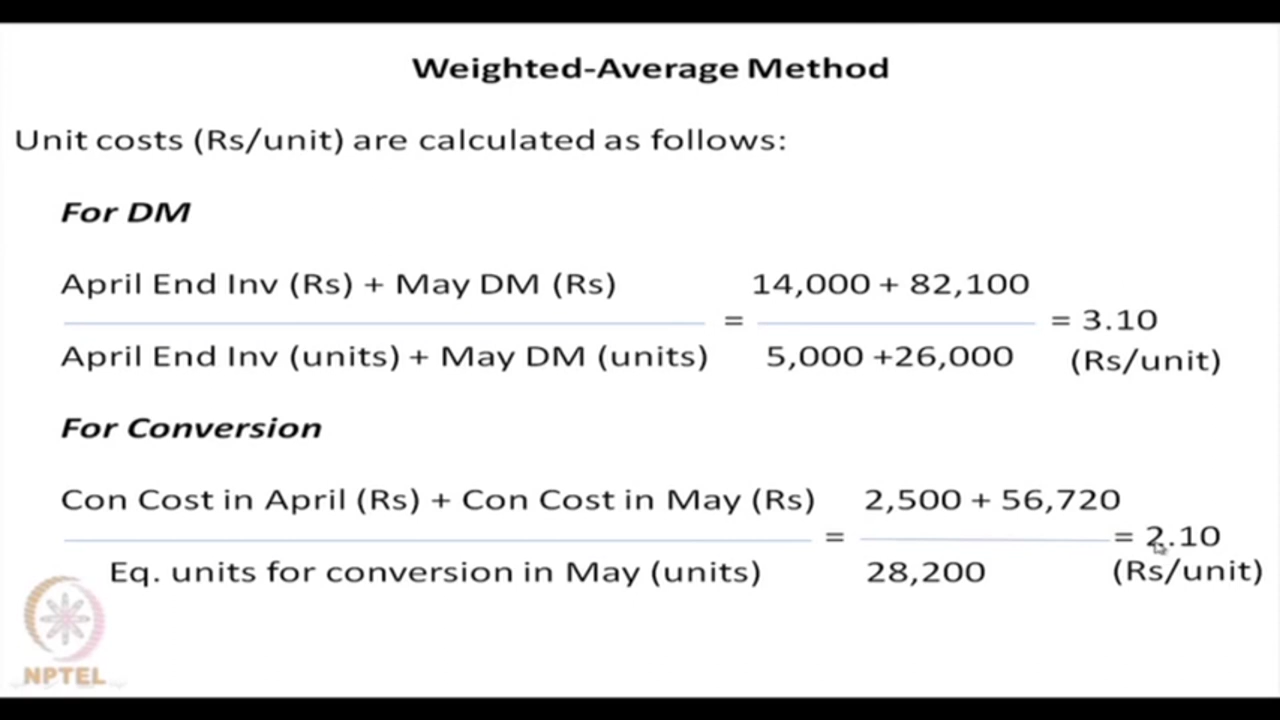 Weighted-Average Method
Unit costs (Rs/unit) are calculated as follows:
For DM
April End Inv (Rs) + May DM (Rs)
April End Inv (units) + May DM (units)
=
14,000 + 82,100
5,000 +26,000
= 3.10
(Rs/unit)
For Conversion
Con Cost in April (Rs) + Con Cost in May (Rs)
Eq. units for conversion in May (units)
=
2,500 + 56,720
28,200
= 2.10
(Rs/unit)
NPTEL